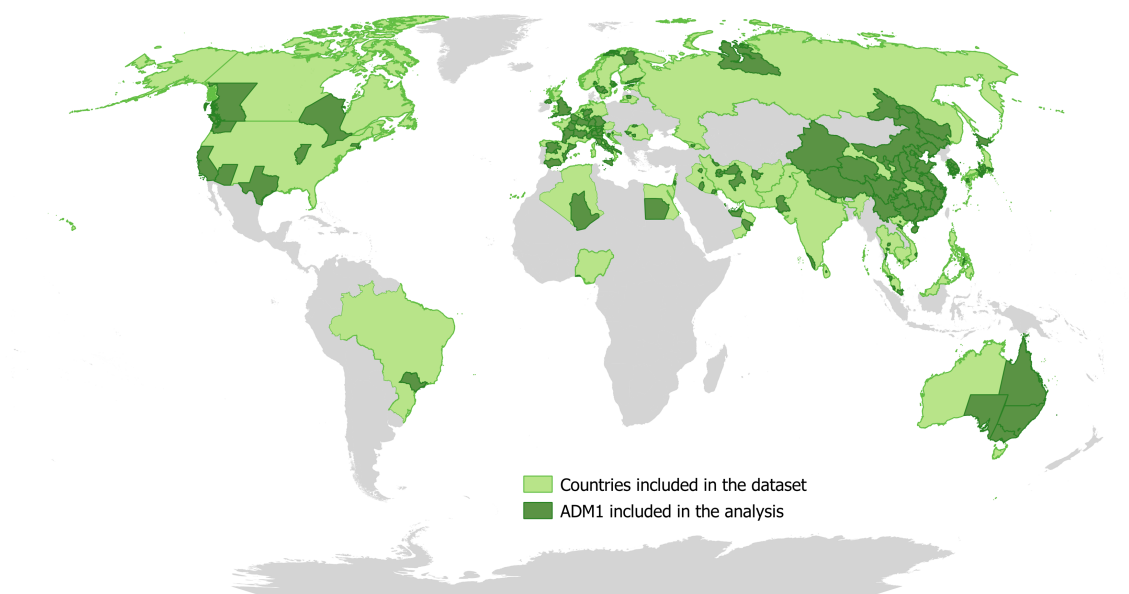 Countries included in the dataset
ADM1 included in the analysis